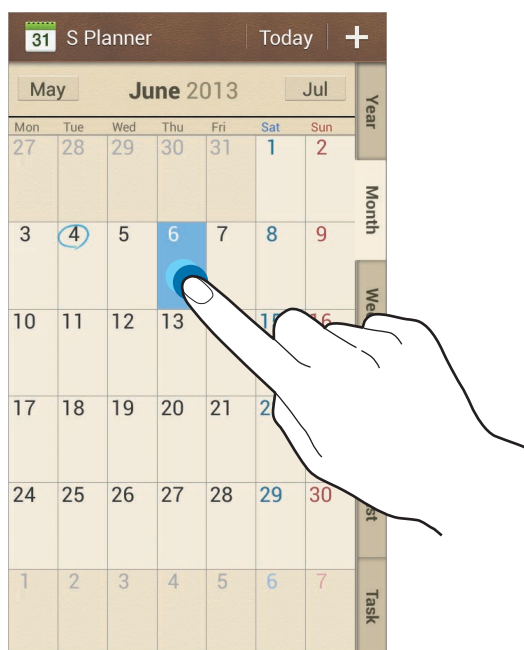 31 S Planner Today +
May June 2013 Jul
Year
Mon Tue Wed Thu Fri Sat Sun
27 28 29 30 31 1 2
Month
3 4 5 6 7 8 9
10 11 12 13 16
17 18 19 20 21
24 25 26 27 28 29 30
1 2 3 4 5 6 7
Task